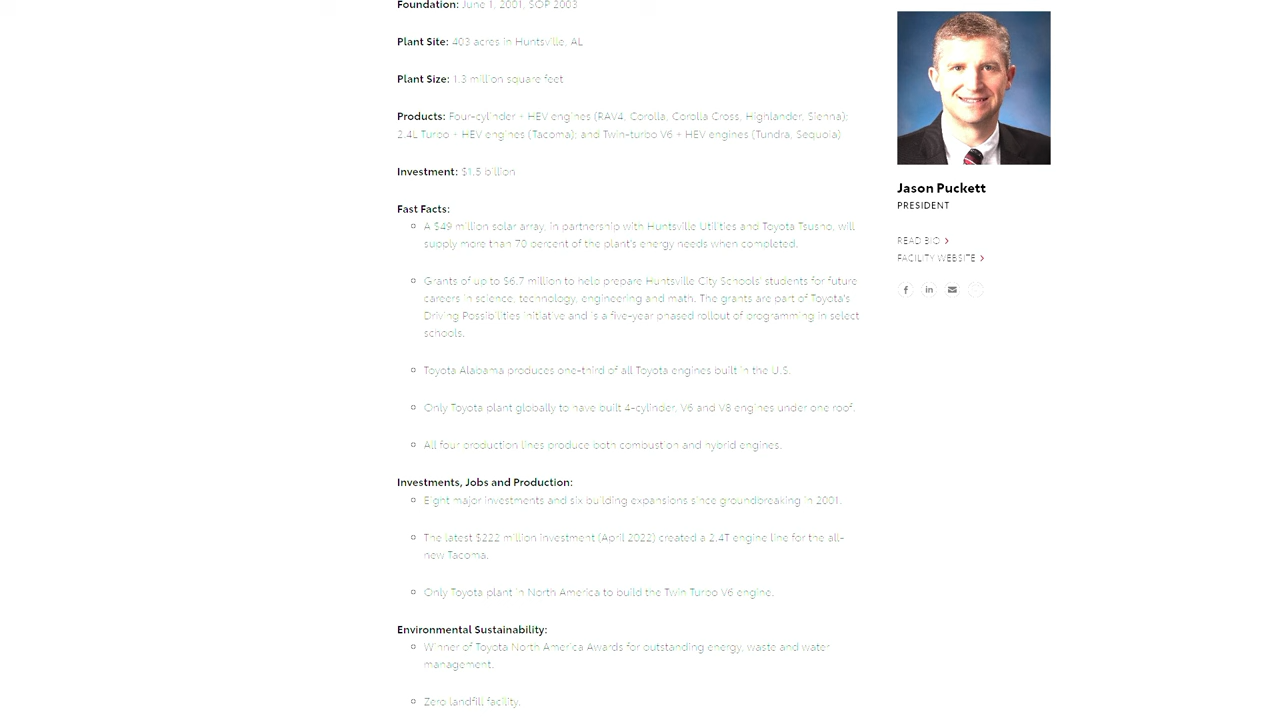 Foundation: June 1, 2001, SOP 2003
Plant Site: 403 acres in Huntsville, AL
Plant Size: 1.3 million square feet
Products: Four-cylinder + HEV engines (RAV4, Corolla, Corolla Cross, Highlander, Sienna);
2.4L Turbo + HEV engines (Tacoma); and Twin-turbo V6 + HEV engines (Tundra, Sequoia)
Investment: $1.5 billion
Fast Facts:
A $49 million solar array, in partnership with Huntsville Utilities and Toyota Tsusho, will
supply more than 70 percent of the plant's energy needs when completed.
Grants of up to $6.7 million to help prepare Huntsville City Schools' students for future
careers in science, technology, engineering and math. The grants are part of Toyota's
Driving Possibilities initiative and is a five-year phased rollout of programming in select
schools.
Toyota Alabama produces one-third of all Toyota engines built in the U.S.
Only Toyota plant globally to have built 4-cylinder, V6 and V8 engines under one roof.
All four production lines produce both combustion and hybrid engines.
Investments, Jobs and Production:
Eight major investments and six building expansions since groundbreaking in 2001.
The latest $222 million investment (April 2022) created a 2.4T engine line for the all-
new Tacoma.
Only Toyota plant in North America to build the Twin Turbo V6 engine.
Environmental Sustainability:
Winner of Toyota North America Awards for outstanding energy, waste and water
management.
Zero landfill facility.
Jason Puckett
PRESIDENT
READ BIO >
FACILITY WEBSITE >